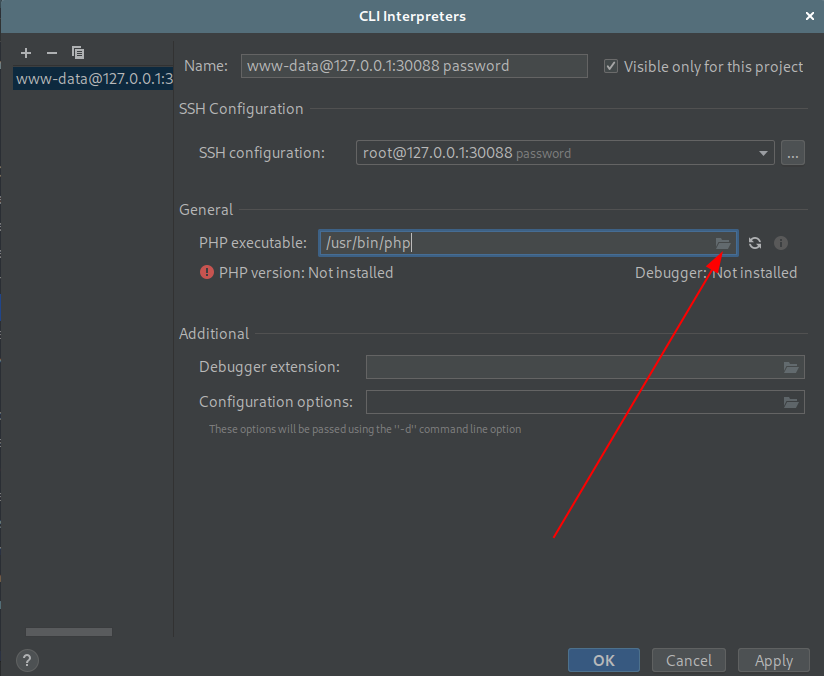 CLI Interpreters
www-data@127.0.0.1:3
Name: www-data@127.0.0.1:30088 password Visible only for this project
SSH Configuration
SSH configuration: root@127.0.0.1:30088 password ...
General
PHP executable: /usr/bin/php
PHP version: Not installed Debugger: Not installed
Additional
Debugger extension:
Configuration options:
These options will be passed using the "-d" command line option
? OK Cancel Apply